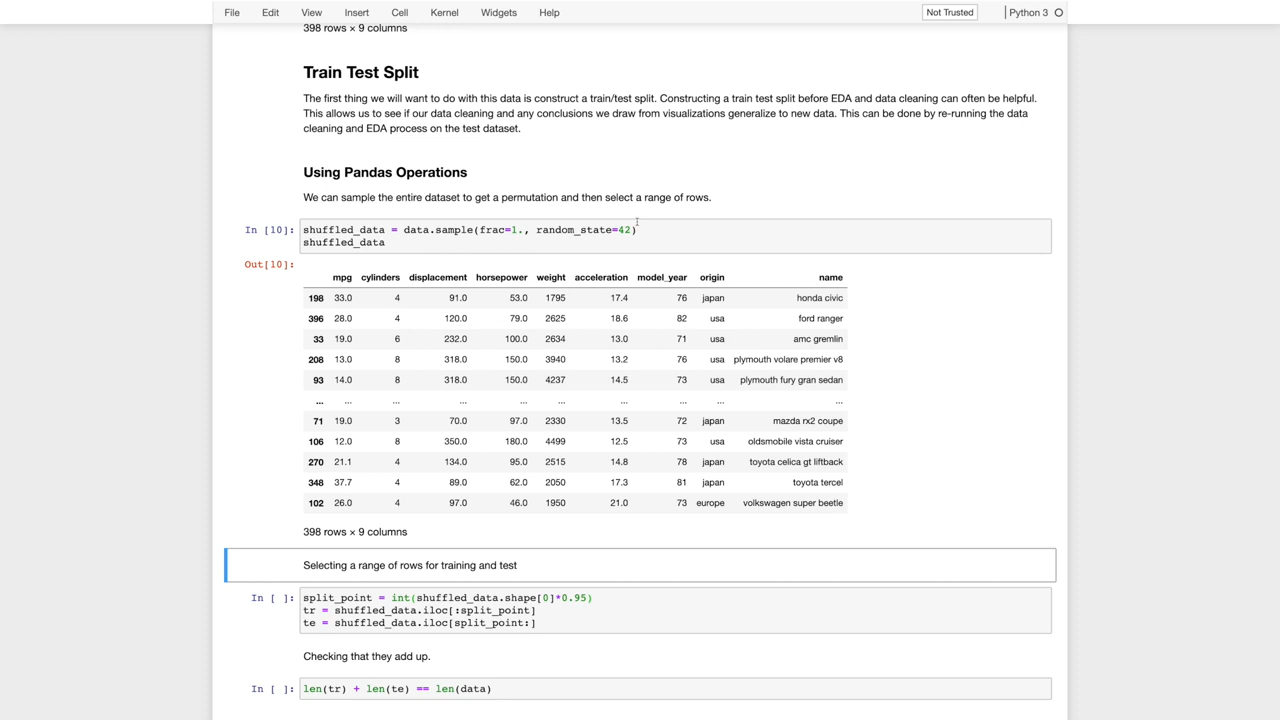 File Edit View Insert Cell Kernel Widgets Help Not Trusted Python 3
398 rows × 9 columns
Train Test Split
The first thing we will want to do with this data is construct a train/test split. Constructing a train test split before EDA and data cleaning can often be helpful.
This allows us to see if our data cleaning and any conclusions we draw from visualizations generalize to new data. This can be done by re-running the data
cleaning and EDA process on the test dataset.
Using Pandas Operations
We can sample the entire dataset to get a permutation and then select a range of rows.
In [10]: shuffled_data = data.sample(frac=1., random_state=42)
shuffled_data
Out[10]:
mpg cylinders displacement horsepower weight acceleration model_year origin name
198 33.0 4 91.0 53.0 1795 17.4 76 japan honda civic
396 28.0 4 120.0 79.0 2625 18.6 82 usa ford ranger
33 19.0 6 232.0 100.0 2634 13.0 71 usa amc gremlin
208 13.0 8 318.0 150.0 3940 13.2 76 usa plymouth volare premier v8
93 14.0 8 318.0 150.0 4237 14.5 73 usa plymouth fury gran sedan
... ... ... ... ... ... ... ... ... ...
71 19.0 3 70.0 97.0 2330 13.5 72 japan mazda rx2 coupe
106 12.0 8 350.0 180.0 4499 12.5 73 usa oldsmobile vista cruiser
270 21.1 4 134.0 95.0 2515 14.8 78 japan toyota celica gt liftback
348 37.7 4 89.0 62.0 2050 17.3 81 japan toyota tercel
102 26.0 4 97.0 46.0 1950 21.0 73 europe volkswagen super beetle
398 rows × 9 columns
Selecting a range of rows for training and test
In [ ]: split_point = int(shuffled_data.shape[0]*0.95)
tr = shuffled_data.iloc[:split_point]
te = shuffled_data.iloc[split_point:]
Checking that they add up.
In [ ]: len(tr) + len(te) == len(data)